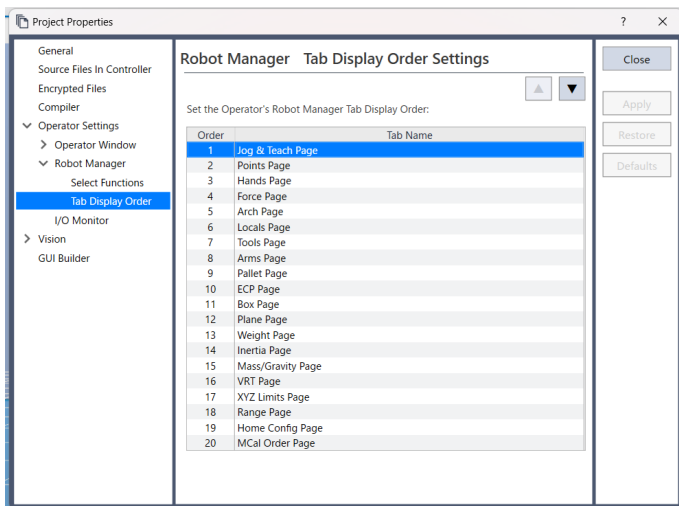 Project Properties
?
General
Source Files In Controller
Encrypted Files
Compiler
Operator Settings
Operator Window
Robot Manager
Select Functions
Tab Display Order
I/O Monitor
Vision
GUI Builder
Robot Manager Tab Display Order Settings
Set the Operator's Robot Manager Tab Display Order:
Order Tab Name
1 Jog & Teach Page
2 Points Page
3 Hands Page
4 Force Page
5 Arch Page
6 Locals Page
7 Tools Page
8 Arms Page
9 Pallet Page
10 ECP Page
11 Box Page
12 Plane Page
13 Weight Page
14 Inertia Page
15 Mass/Gravity Page
16 VRT Page
17 XYZ Limits Page
18 Range Page
19 Home Config Page
20 MCal Order Page
Close
Apply
Restore
Defaults